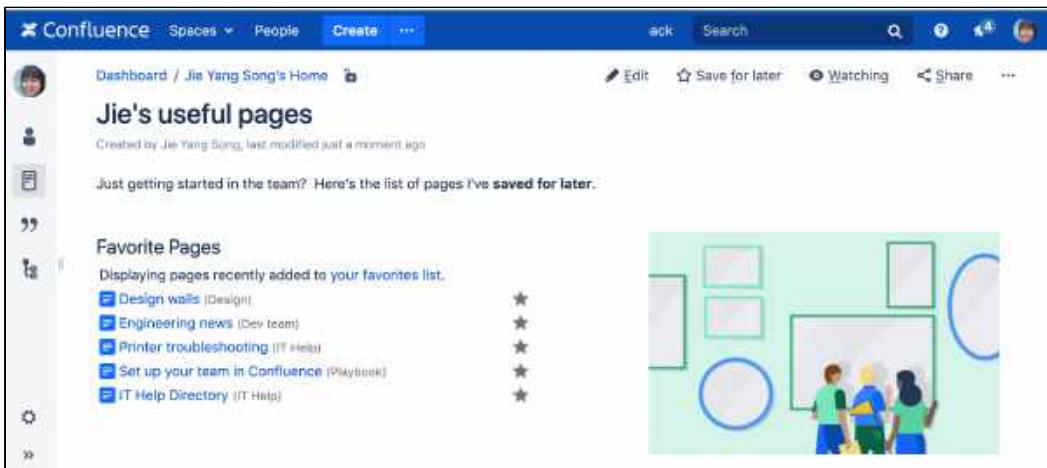 Confluence Spaces People Create ... ack Search 4
Dashboard / Jie Yang Song's Home Edit Save for later Watching Share ...
Jie's useful pages
Created by Jie Yang Song, last modified just a moment ago
Just getting started in the team? Here's the list of pages I've saved for later.
Favorite Pages
Displaying pages recently added to your favorites list.
Design walls (Design)
Engineering news (Dev team)
Printer troubleshooting (IT Help)
Set up your team in Confluence (Playbook)
IT Help Directory (IT Help)